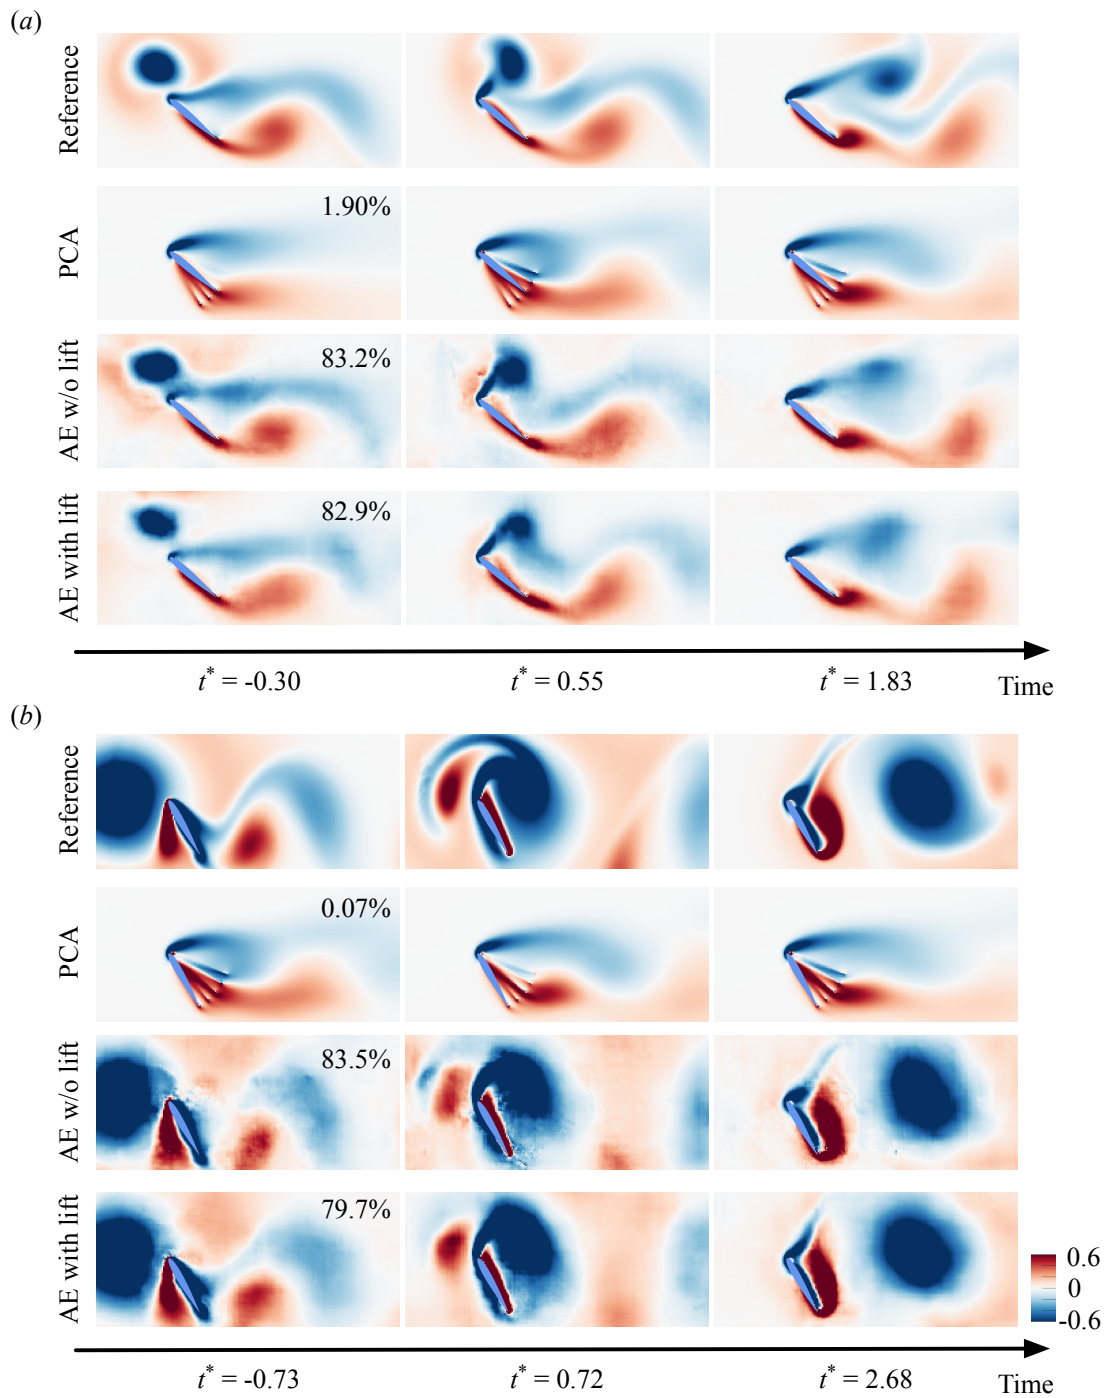 (a)
Reference
PCA
1.90%
AE w/o lift
83.2%
AE with lift
82.9%
t* = -0.30
t* = 0.55
t* = 1.83
Time
(b)
Reference
PCA
0.07%
AE w/o lift
83.5%
AE with lift
79.7%
0.6
0
-0.6
t* = -0.73
t* = 0.72
t* = 2.68
Time